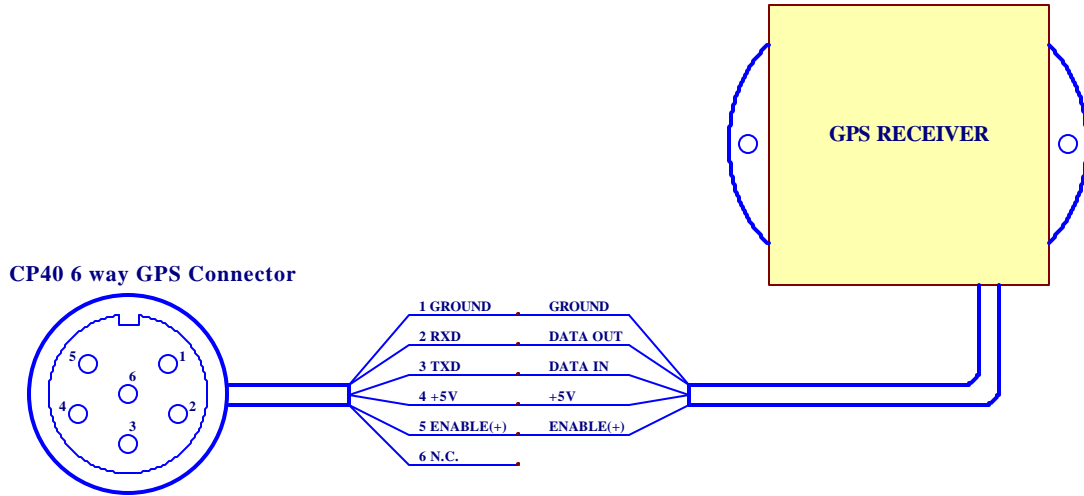 GPS RECEIVER
CP40 6 way GPS Connector
1 GROUND GROUND
2 RXD DATA OUT
3 TXD DATA IN
4 +5V +5V
5 ENABLE(+) ENABLE(+)
6 N.C.
5 1
6
4 2
3